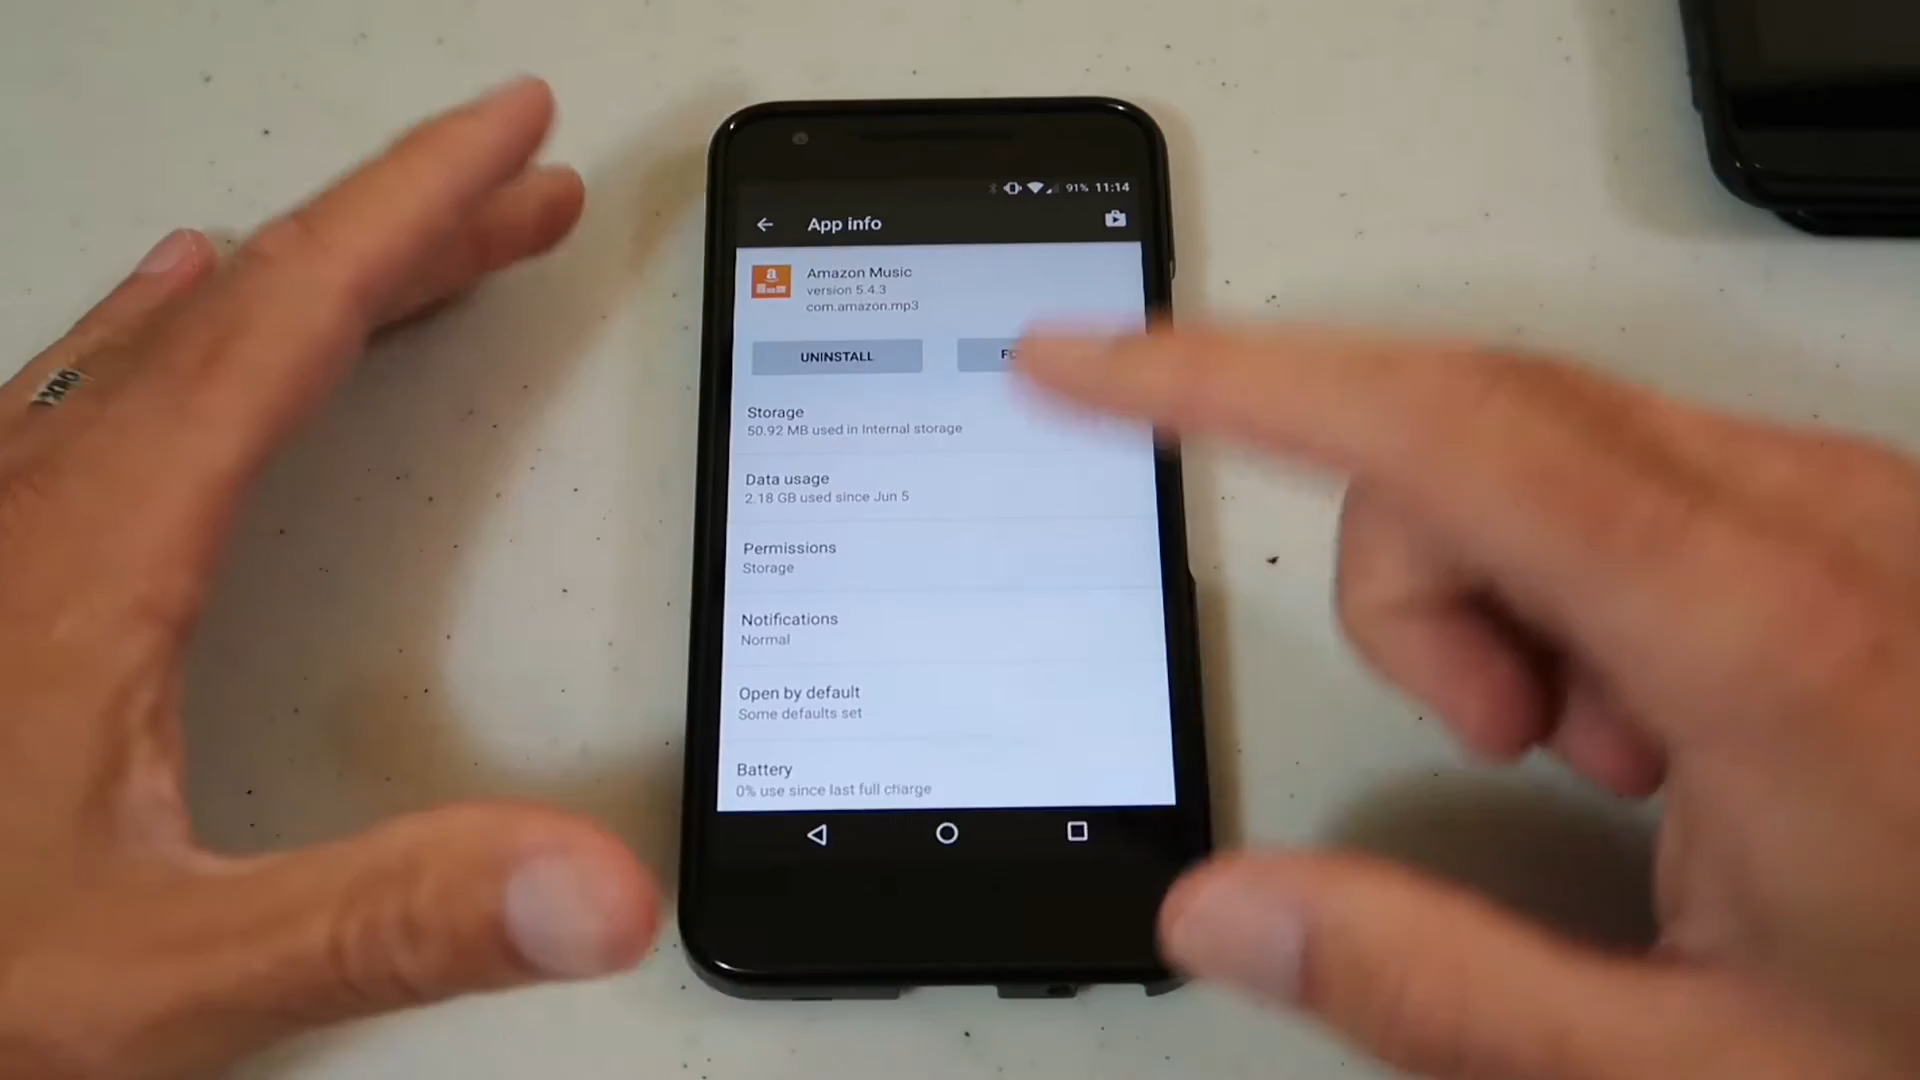 91% 11:14
App info
Amazon Music
version 5.4.3
com.amazon.mp3
UNINSTALL
Storage
50.92 MB used in Internal storage
Data usage
2.18 GB used since Jun 5
Permissions
Storage
Notifications
Normal
Open by default
Some defaults set
Battery
0% use since last full charge